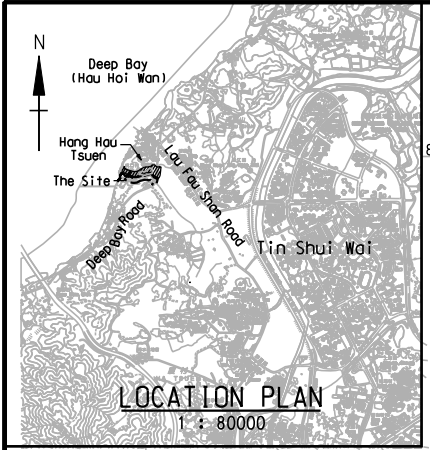 N
Deep Bay
(Hau Hoi Wan)
Hang Hau
Tsuen
Lau Fau Shan Road
The Site
Deep Bay Road
Tin Shui Wai
8
LOCATION PLAN
1 : 80000